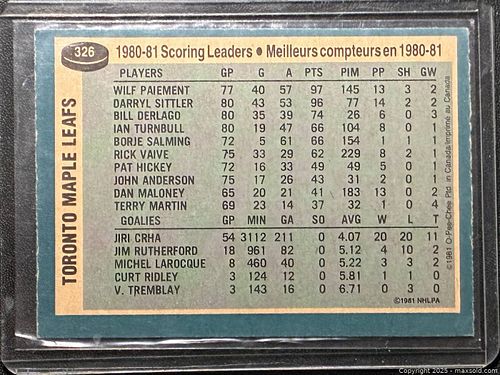 326
1980-81 Scoring Leaders • Meilleurs compteurs en 1980-81
TORONTO MAPLE LEAFS
PLAYERS GP G A PTS PIM PP SH GW
WILF PAIEMENT 77 40 57 97 145 13 3 2
DARRYL SITTLER 80 43 53 96 77 14 2 2
BILL DERLAGO 80 35 39 74 26 6 0 3
IAN TURNBULL 80 19 47 66 104 8 0 1
BORJE SALMING 72 5 61 66 154 1 1 1
RICK VAIVE 75 33 29 62 229 8 2 1
PAT HICKEY 72 16 33 49 49 5 0 1
JOHN ANDERSON 75 17 26 43 31 2 0 1
DAN MALONEY 65 20 21 41 183 13 0 2
TERRY MARTIN 69 23 14 37 32 1 0 4
GOALIES GP MIN GA SO AVG W L T
JIRI CRHA 54 3112 211 0 4.07 20 20 11
JIM RUTHERFORD 18 961 82 0 5.12 4 10 2
MICHEL LAROCQUE 8 460 40 0 5.22 3 3 2
CURT RIDLEY 3 124 12 0 5.81 1 1 0
V. TREMBLAY 3 143 16 0 6.71 0 3 0
©1981 NHLPA
©1981 O-Pee-Chee Ptd. in Canada/Imprimé au Canada
Copyright 2025 - maxsold.com